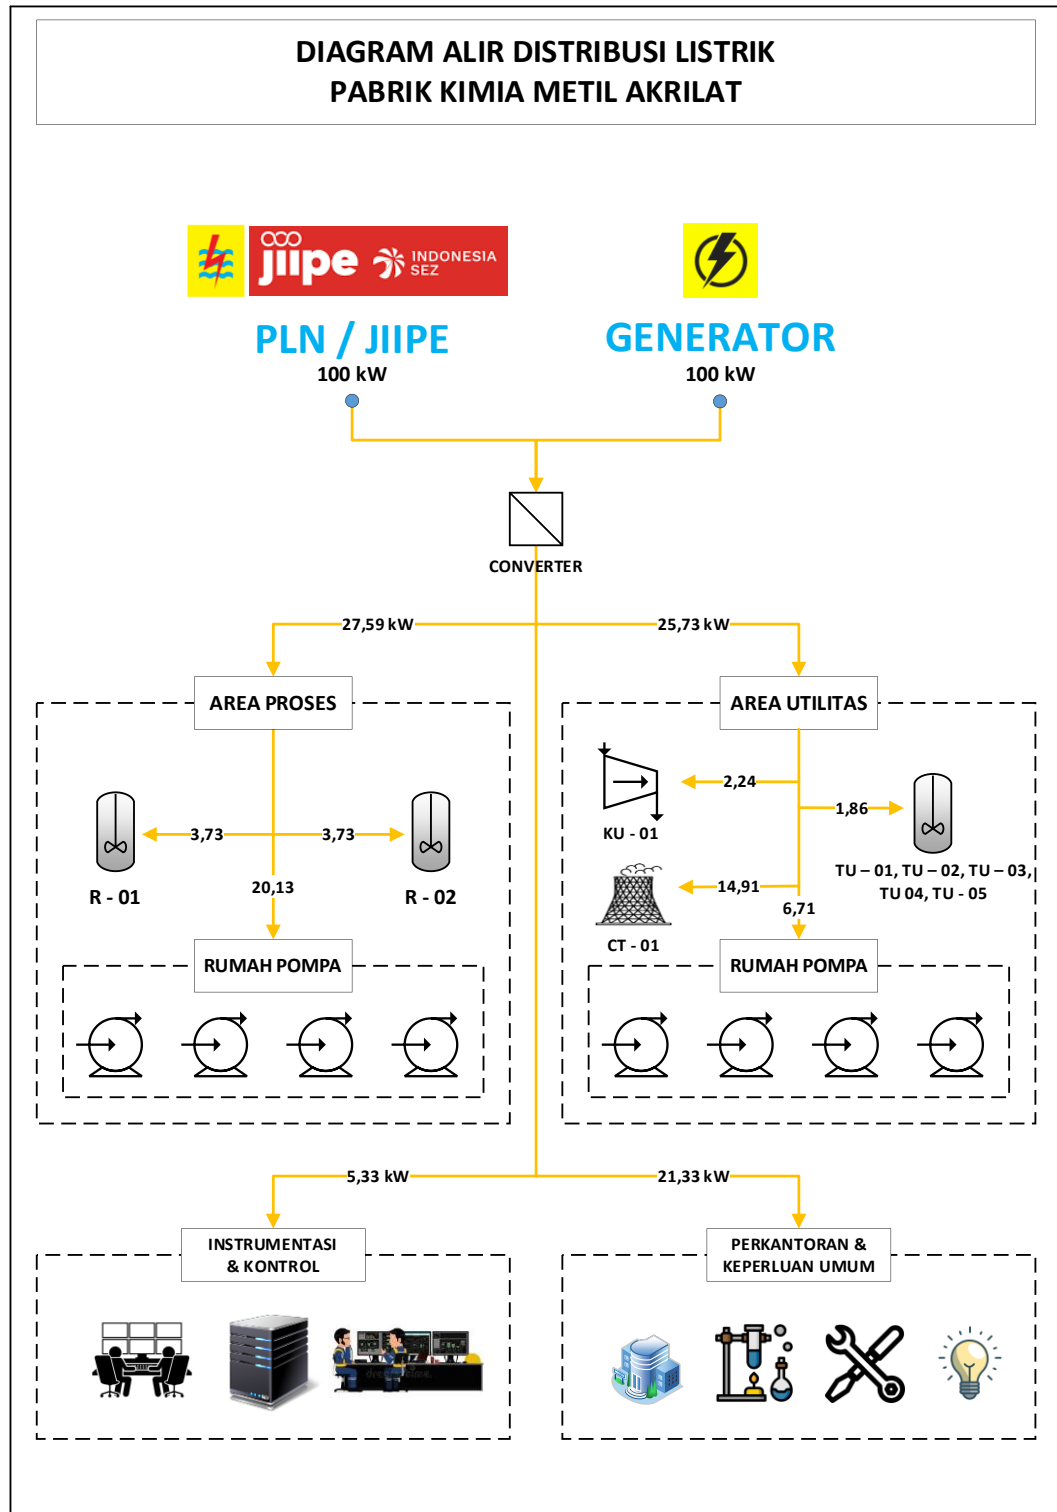 DIAGRAM ALIR DISTRIBUSI LISTRIK
PABRIK KIMIA METIL AKRILAT
jiipe
INDONESIA
SEZ
PLN / JIIPE
100 kW
GENERATOR
100 kW
CONVERTER
27,59 kW
25,73 kW
AREA PROSES
3,73
3,73
R - 01
R - 02
20,13
RUMAH POMPA
AREA UTILITAS
2,24
1,86
KU - 01
TU – 01, TU – 02, TU – 03,
TU 04, TU - 05
14,91
6,71
CT - 01
RUMAH POMPA
5,33 kW
21,33 kW
INSTRUMENTASI
& KONTROL
PERKANTORAN &
KEPERLUAN UMUM